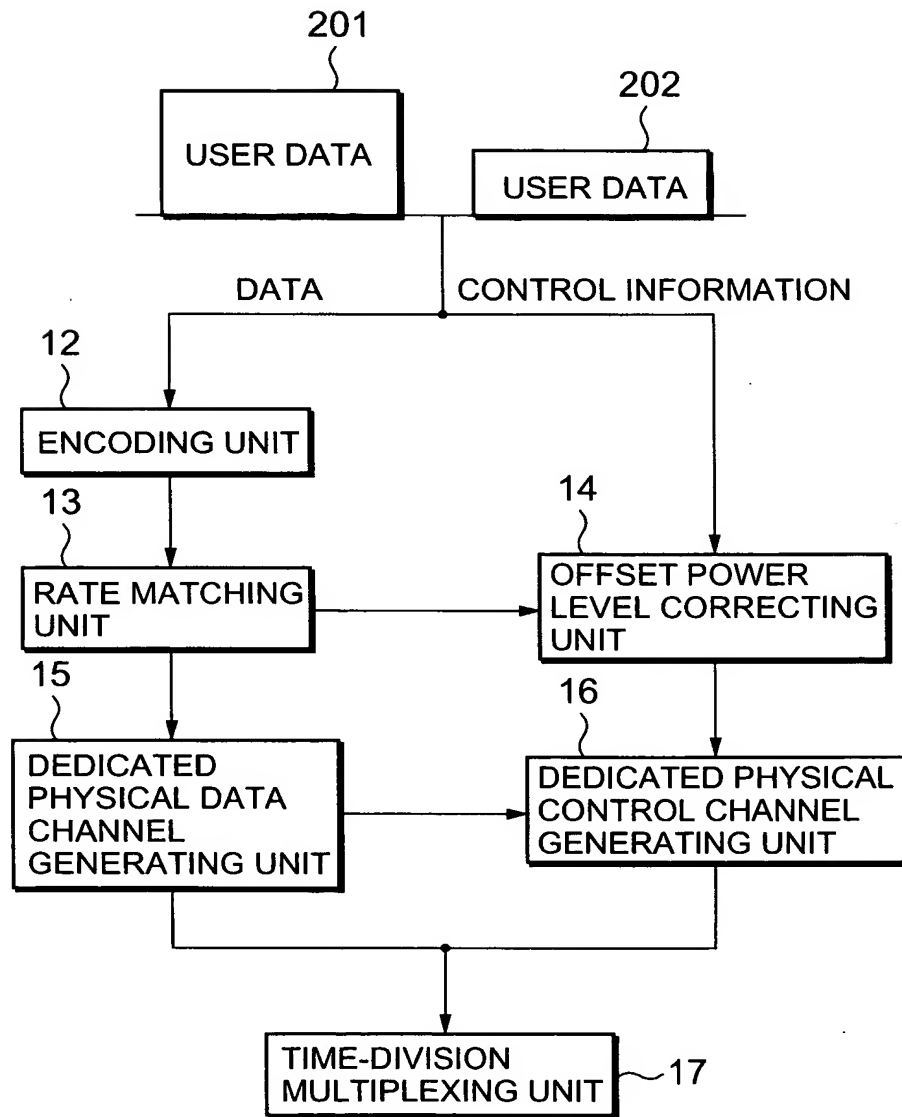 201
202
USER DATA
USER DATA
DATA
CONTROL INFORMATION
12
ENCODING UNIT
13
14
RATE MATCHING
UNIT
OFFSET POWER
LEVEL CORRECTING
UNIT
15
16
DEDICATED
PHYSICAL DATA
CHANNEL
GENERATING UNIT
DEDICATED PHYSICAL
CONTROL CHANNEL
GENERATING UNIT
TIME-DIVISION
MULTIPLEXING UNIT
17